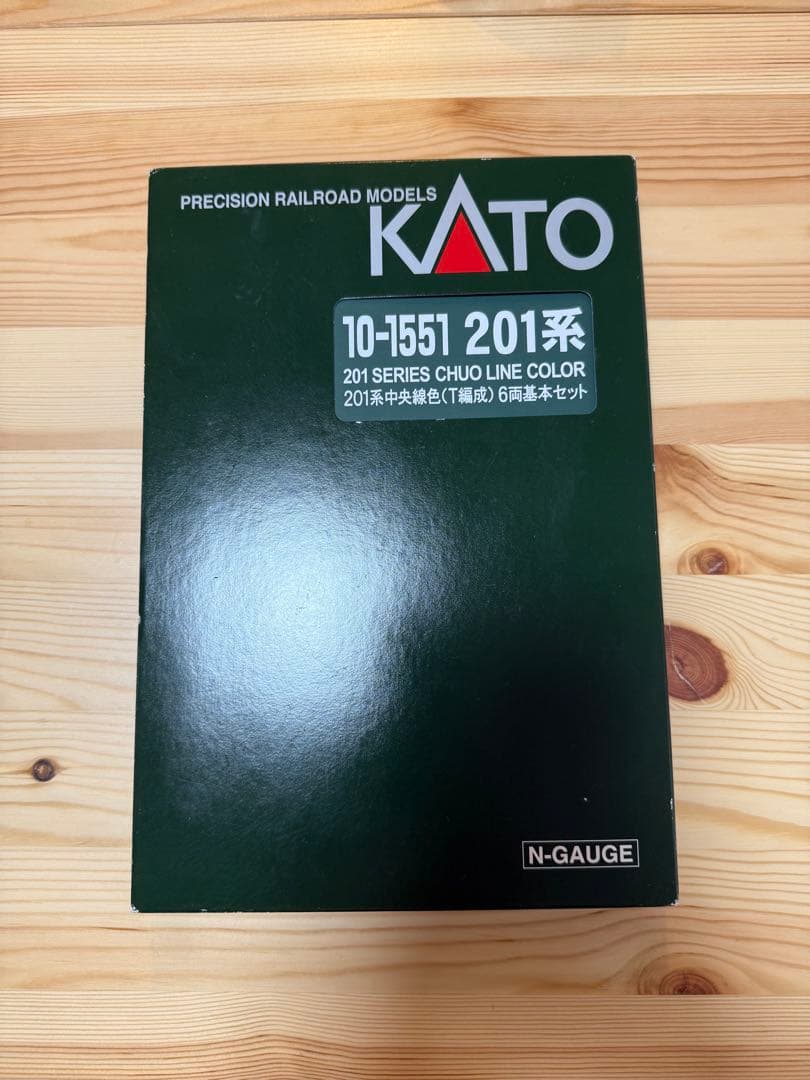 PRECISION RAILROAD MODELS
KATO
10-1551 201系
201 SERIES CHUO LINE COLOR
201系中央線色(T編成) 6両基本セット
N-GAUGE